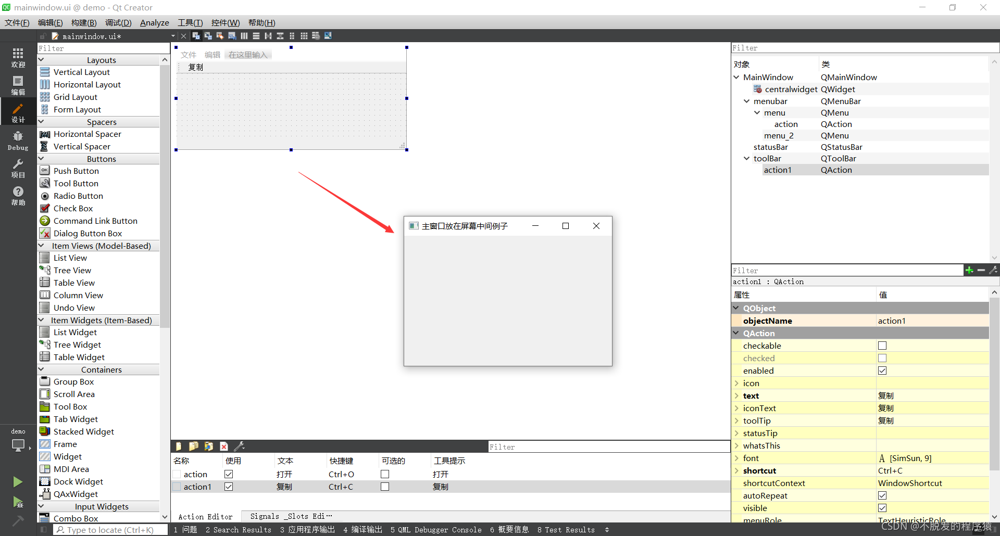 mainwindow.ui @ demo - Qt Creator
文件(F) 编辑(E) 构建(B) 调试(D) Analyze 工具(T) 控件(W) 帮助(H)
mainwindow.ui*
欢迎
编辑
设计
Debug
项目
帮助
demo
Filter
Layouts
Vertical Layout
Horizontal Layout
Grid Layout
Form Layout
Spacers
Horizontal Spacer
Vertical Spacer
Buttons
Push Button
Tool Button
Radio Button
Check Box
Command Link Button
Dialog Button Box
Item Views (Model-Based)
List View
Tree View
Table View
Column View
Undo View
Item Widgets (Item-Based)
List Widget
Tree Widget
Table Widget
Containers
Group Box
Scroll Area
Tool Box
Tab Widget
Stacked Widget
Frame
Widget
MDI Area
Dock Widget
QAxWidget
Input Widgets
Combo Box
文件 编辑 在这里输入
复制
主窗口放在屏幕中间例子
Filter
名称 使用 文本 快捷键 可选的 工具提示
action 打开 Ctrl+O 打开
action1 复制 Ctrl+C 复制
Action Editor Signals _Slots Edi…
Filter
对象 类
MainWindow QMainWindow
centralwidget QWidget
menubar QMenuBar
menu QMenu
action QAction
menu_2 QMenu
statusBar QStatusBar
toolBar QToolBar
action1 QAction
Filter
action1 : QAction
属性 值
QObject
objectName action1
QAction
checkable
checked
enabled
icon
text 复制
iconText 复制
toolTip 复制
statusTip
whatsThis
font A [SimSun, 9]
shortcut Ctrl+C
shortcutContext WindowShortcut
autoRepeat
visible
menuRole TextHeuristicRole
Type to locate (Ctrl+K) 1 问题 2 Search Results 3 应用程序输出 4 编译输出 5 QML Debugger Console 6 概要信息 8 Test Results
CSDN @不脱发的程序猿